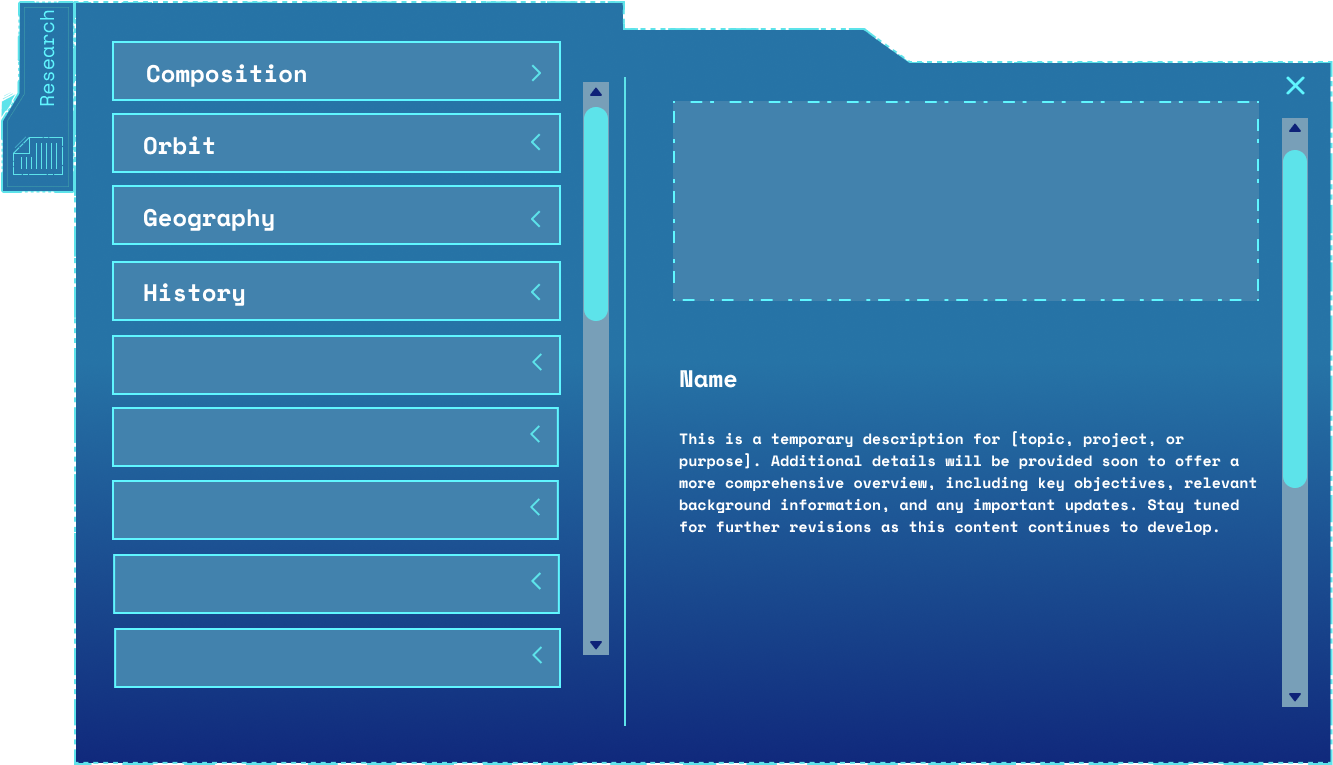 Research
Composition
Orbit
Geography
History
Name
This is a temporary description for [topic, project, or
purpose]. Additional details will be provided soon to offer a
more comprehensive overview, including key objectives, relevant
background information, and any important updates. Stay tuned
for further revisions as this content continues to develop.